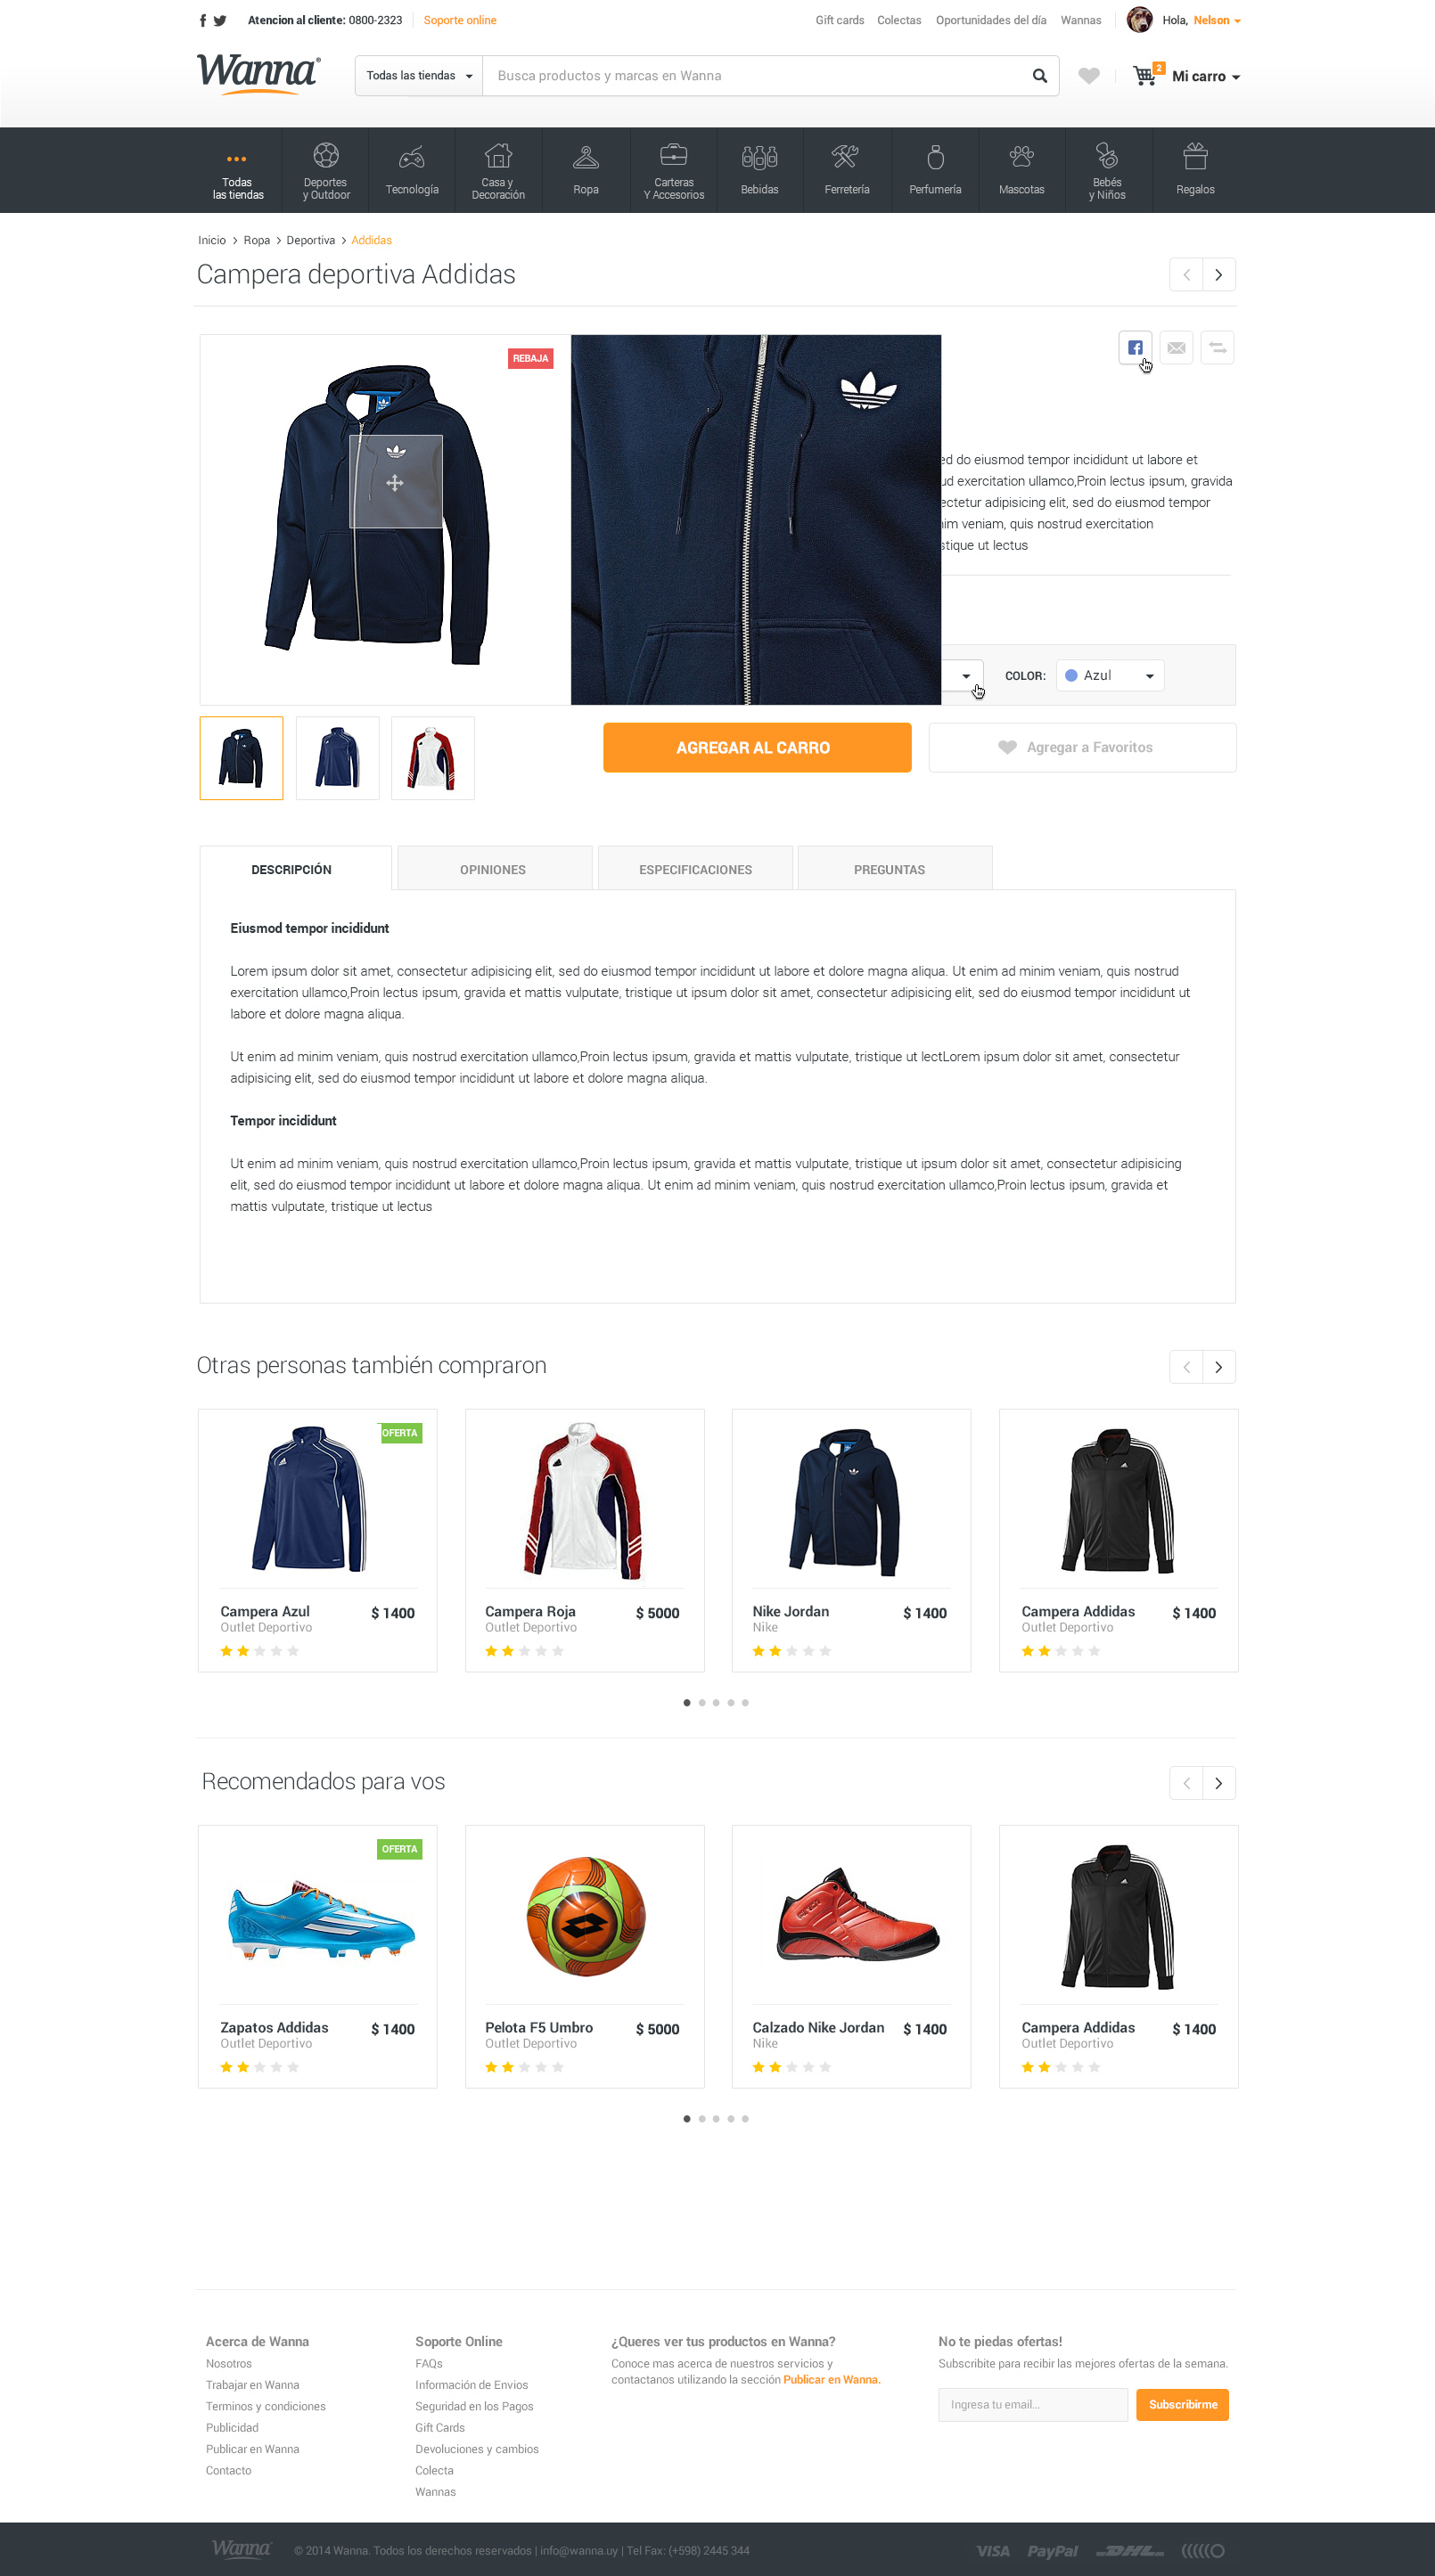 Atencion al cliente: 0800-2323
Soporte online
Gift cards
Colectas
Oportunidades del día
Wannas
Hola, Nelson
Wanna
Todas las tiendas
Busca productos y marcas en Wanna
2
Mi carro
Todas
las tiendas
Deportes
y Outdoor
Tecnología
Casa y
Decoración
Ropa
Carteras
Y Accesorios
Bebidas
Ferretería
Perfumería
Mascotas
Bebés
y Niños
Regalos
Inicio > Ropa > Deportiva > Addidas
Campera deportiva Addidas
REBAJA
ed do eiusmod tempor incididunt ut labore et
ud exercitation ullamco,Proin lectus ipsum, gravida
ectetur adipisicing elit, sed do eiusmod tempor
nim veniam, quis nostrud exercitation
stique ut lectus
COLOR:
Azul
AGREGAR AL CARRO
Agregar a Favoritos
DESCRIPCIÓN
OPINIONES
ESPECIFICACIONES
PREGUNTAS
Eiusmod tempor incididunt
Lorem ipsum dolor sit amet, consectetur adipisicing elit, sed do eiusmod tempor incididunt ut labore et dolore magna aliqua. Ut enim ad minim veniam, quis nostrud
exercitation ullamco,Proin lectus ipsum, gravida et mattis vulputate, tristique ut ipsum dolor sit amet, consectetur adipisicing elit, sed do eiusmod tempor incididunt ut
labore et dolore magna aliqua.
Ut enim ad minim veniam, quis nostrud exercitation ullamco,Proin lectus ipsum, gravida et mattis vulputate, tristique ut lectLorem ipsum dolor sit amet, consectetur
adipisicing elit, sed do eiusmod tempor incididunt ut labore et dolore magna aliqua.
Tempor incididunt
Ut enim ad minim veniam, quis nostrud exercitation ullamco,Proin lectus ipsum, gravida et mattis vulputate, tristique ut ipsum dolor sit amet, consectetur adipisicing
elit, sed do eiusmod tempor incididunt ut labore et dolore magna aliqua. Ut enim ad minim veniam, quis nostrud exercitation ullamco,Proin lectus ipsum, gravida et
mattis vulputate, tristique ut lectus
Otras personas también compraron
OFERTA
Campera Azul
$ 1400
Outlet Deportivo
Campera Roja
$ 5000
Outlet Deportivo
Nike Jordan
$ 1400
Nike
Campera Addidas
$ 1400
Outlet Deportivo
Recomendados para vos
OFERTA
Zapatos Addidas
$ 1400
Outlet Deportivo
Pelota F5 Umbro
$ 5000
Outlet Deportivo
Calzado Nike Jordan
$ 1400
Nike
Campera Addidas
$ 1400
Outlet Deportivo
Acerca de Wanna
Nosotros
Trabajar en Wanna
Terminos y condiciones
Publicidad
Publicar en Wanna
Contacto
Soporte Online
FAQs
Información de Envios
Seguridad en los Pagos
Gift Cards
Devoluciones y cambios
Colecta
Wannas
¿Queres ver tus productos en Wanna?
Conoce mas acerca de nuestros servicios y
contactanos utilizando la sección Publicar en Wanna.
No te piedas ofertas!
Subscribite para recibir las mejores ofertas de la semana.
Ingresa tu email...
Subscribirme
Wanna
© 2014 Wanna. Todos los derechos reservados | info@wanna.uy | Tel Fax: (+598) 2445 344
VISA
PayPal
DHL